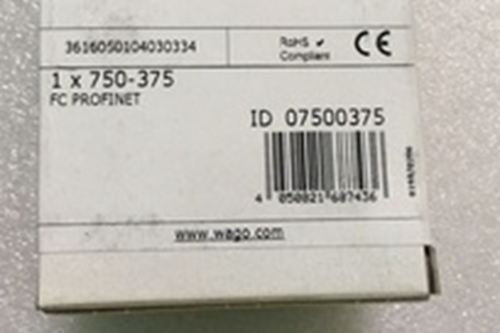 3616050104030334
RoHS ✔
Compliant
CE
1 x 750-375
FC PROFINET
ID 07500375
4 050821 687436
www.wago.com